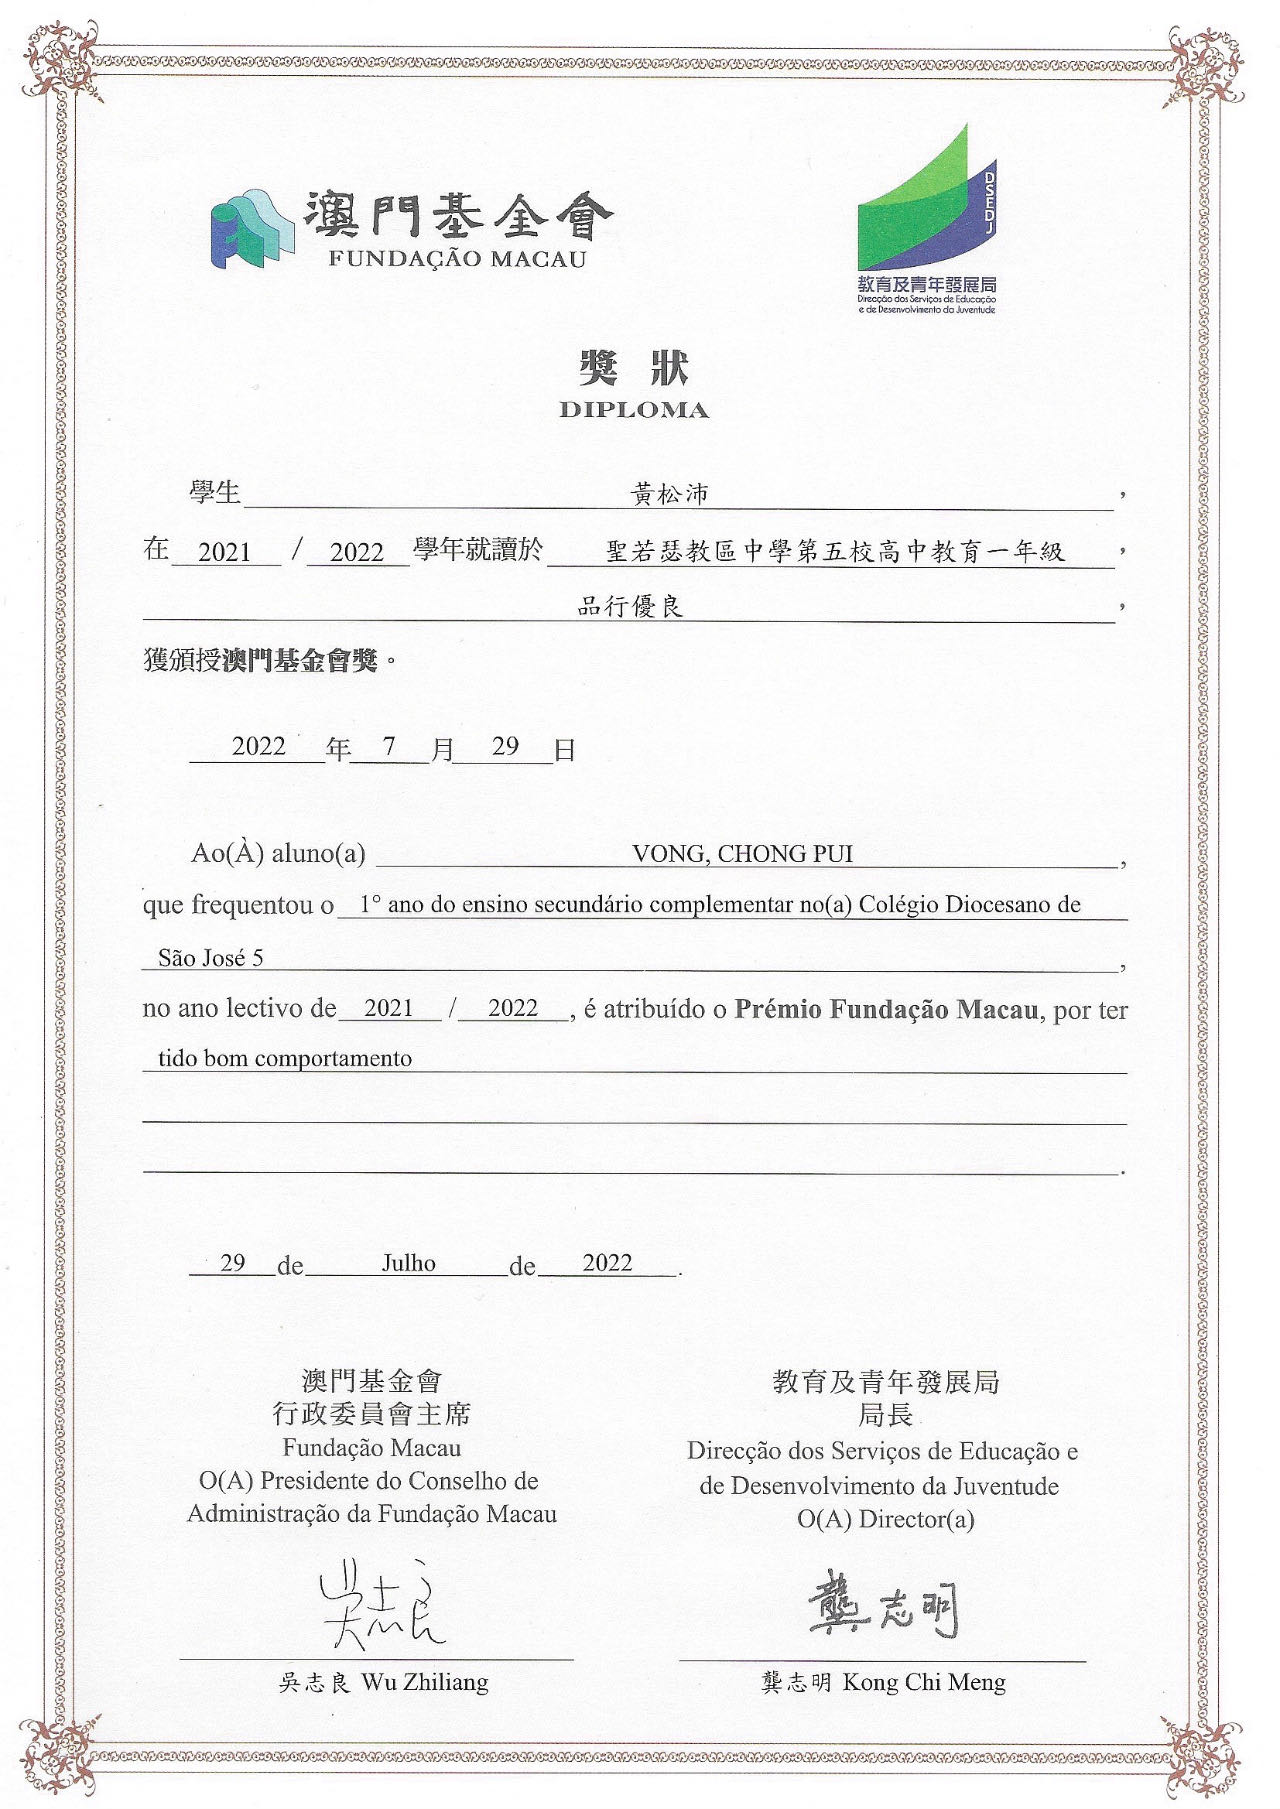 澳門基金會
FUNDAÇÃO MACAU
DSEDJ
教育及青年發展局
Direcção dos Serviços de Educação
e de Desenvolvimento da Juventude
獎 狀
DIPLOMA
學生 黃松沛 ,
在 2021 / 2022 學年就讀於 聖若瑟教區中學第五校高中教育一年級 ,
品行優良 ,
獲頒授澳門基金會獎。
2022 年 7 月 29 日
Ao(À) aluno(a) VONG, CHONG PUI ,
que frequentou o 1° ano do ensino secundário complementar no(a) Colégio Diocesano de
São José 5 ,
no ano lectivo de 2021 / 2022 , é atribuído o Prémio Fundação Macau, por ter
tido bom comportamento
.
29 de Julho de 2022 .
澳門基金會
行政委員會主席
Fundação Macau
O(A) Presidente do Conselho de
Administração da Fundação Macau
吳志良
吳志良 Wu Zhiliang
教育及青年發展局
局長
Direcção dos Serviços de Educação e
de Desenvolvimento da Juventude
O(A) Director(a)
龔志明
龔志明 Kong Chi Meng